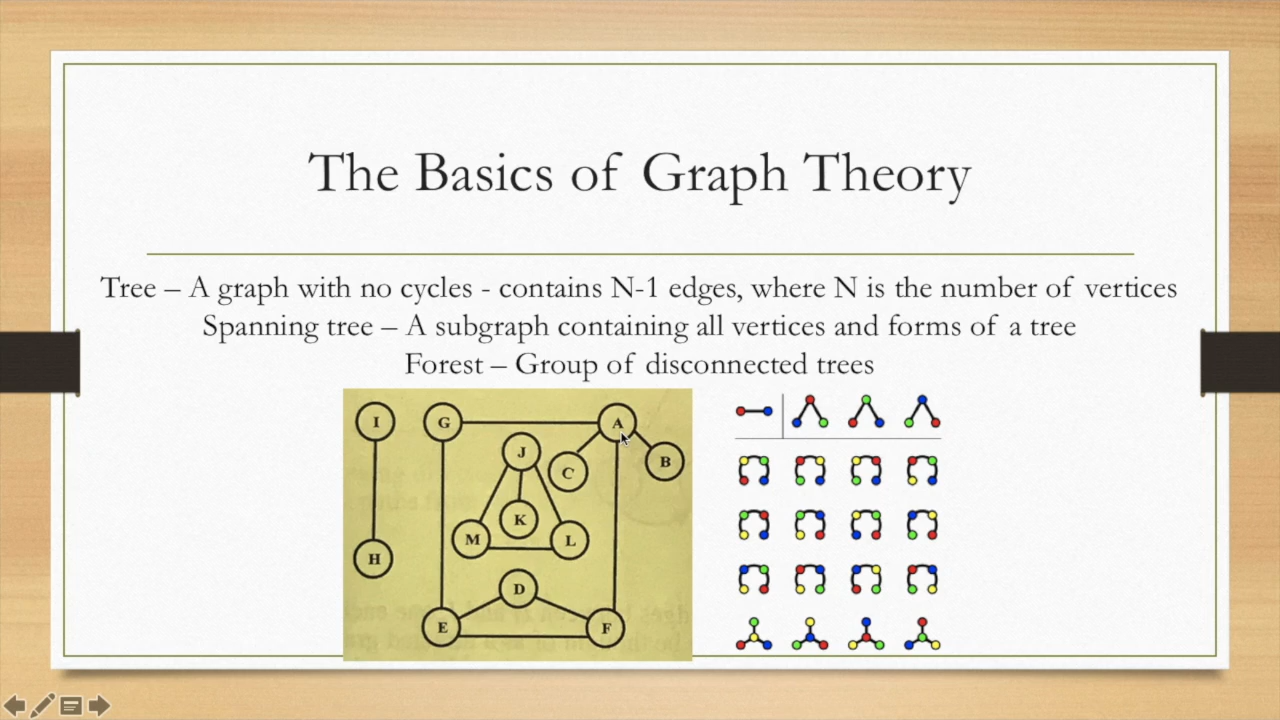 The Basics of Graph Theory
Tree – A graph with no cycles - contains N-1 edges, where N is the number of vertices
Spanning tree – A subgraph containing all vertices and forms of a tree
Forest – Group of disconnected trees
I G A
J
C B
K
M L
H
D
E F